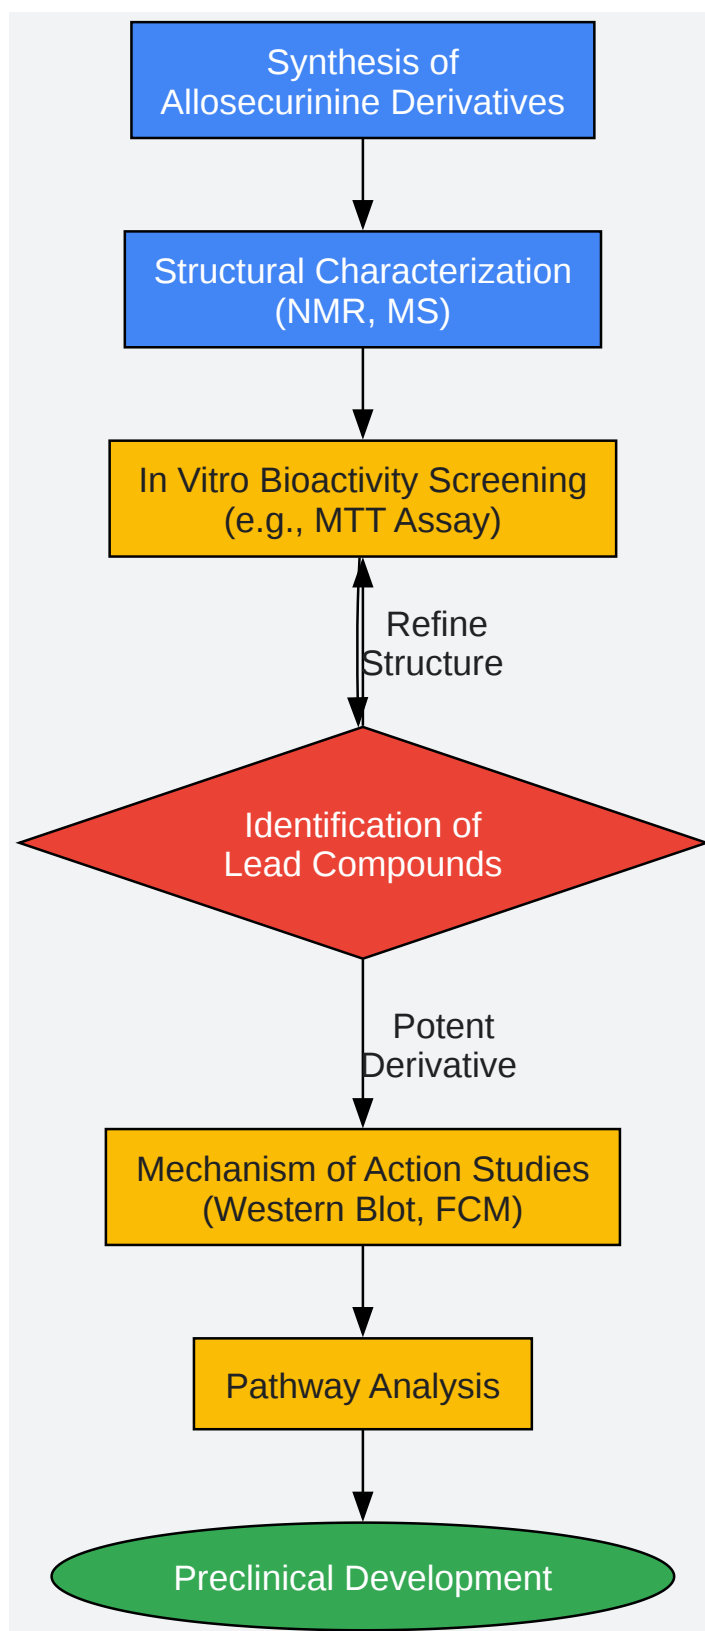 Synthesis of
Allosecurinine Derivatives
Structural Characterization
(NMR, MS)
In Vitro Bioactivity Screening
(e.g., MTT Assay)
Refine
Structure
Identification of
Lead Compounds
Potent
Derivative
Mechanism of Action Studies
(Western Blot, FCM)
Pathway Analysis
Preclinical Development